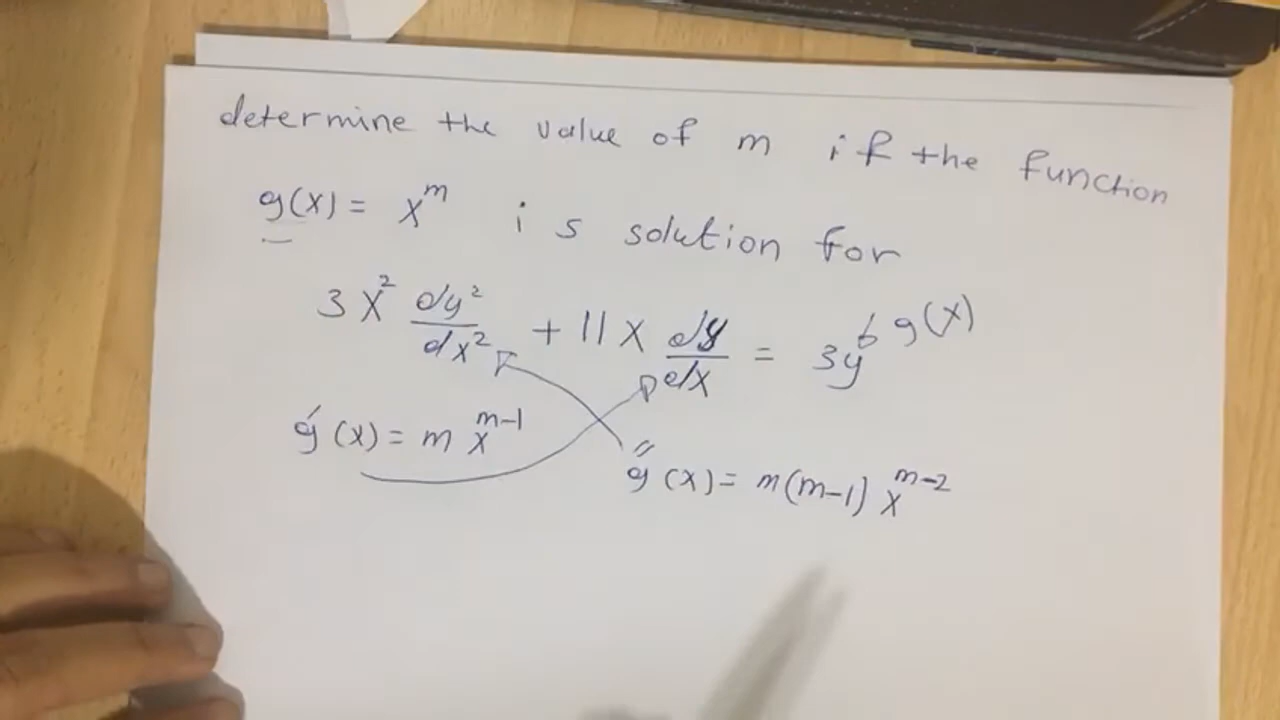 determine the value of m if the function
g(x) = x^m is solution for
3x² dy²/dx² + 11x dy/dx = 3y g(x)
g'(x) = m x^(m-1)
g''(x) = m(m-1) x^(m-2)